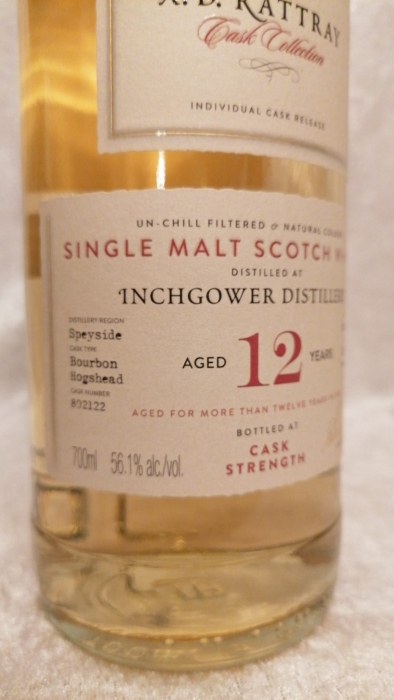 A. D. RATTRAY
Cask Collection
INDIVIDUAL CASK RELEASE
UN-CHILL FILTERED & NATURAL
SINGLE MALT SCOTCH
DISTILLED AT
INCHGOWER DISTILLERY
DISTILLERY REGION
Speyside
CASK TYPE
Bourbon
Hogshead
CASK NUMBER
802122
AGED 12 YEARS
AGED FOR MORE THAN TWELVE YEARS
BOTTLED AT
CASK
STRENGTH
700ml 56.1% alc./vol.